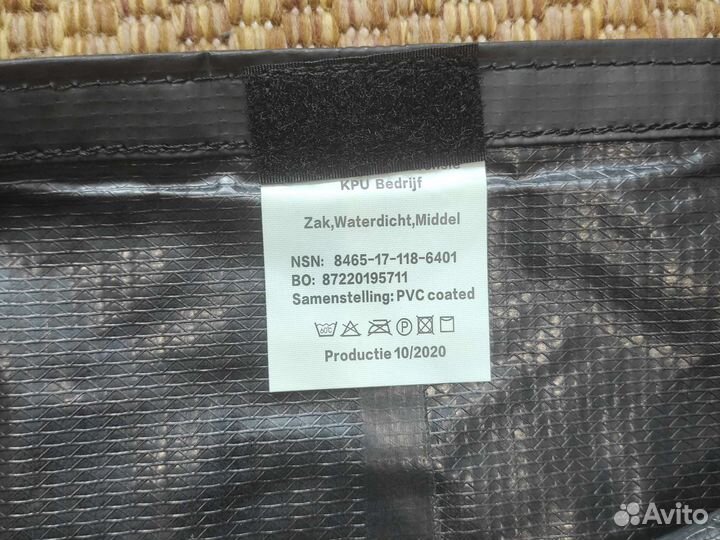 KPU Bedrijf
Zak,Waterdicht,Middel
NSN: 8465-17-118-6401
BO: 87220195711
Samenstelling: PVC coated
60°C P
Productie 10/2020
Avito